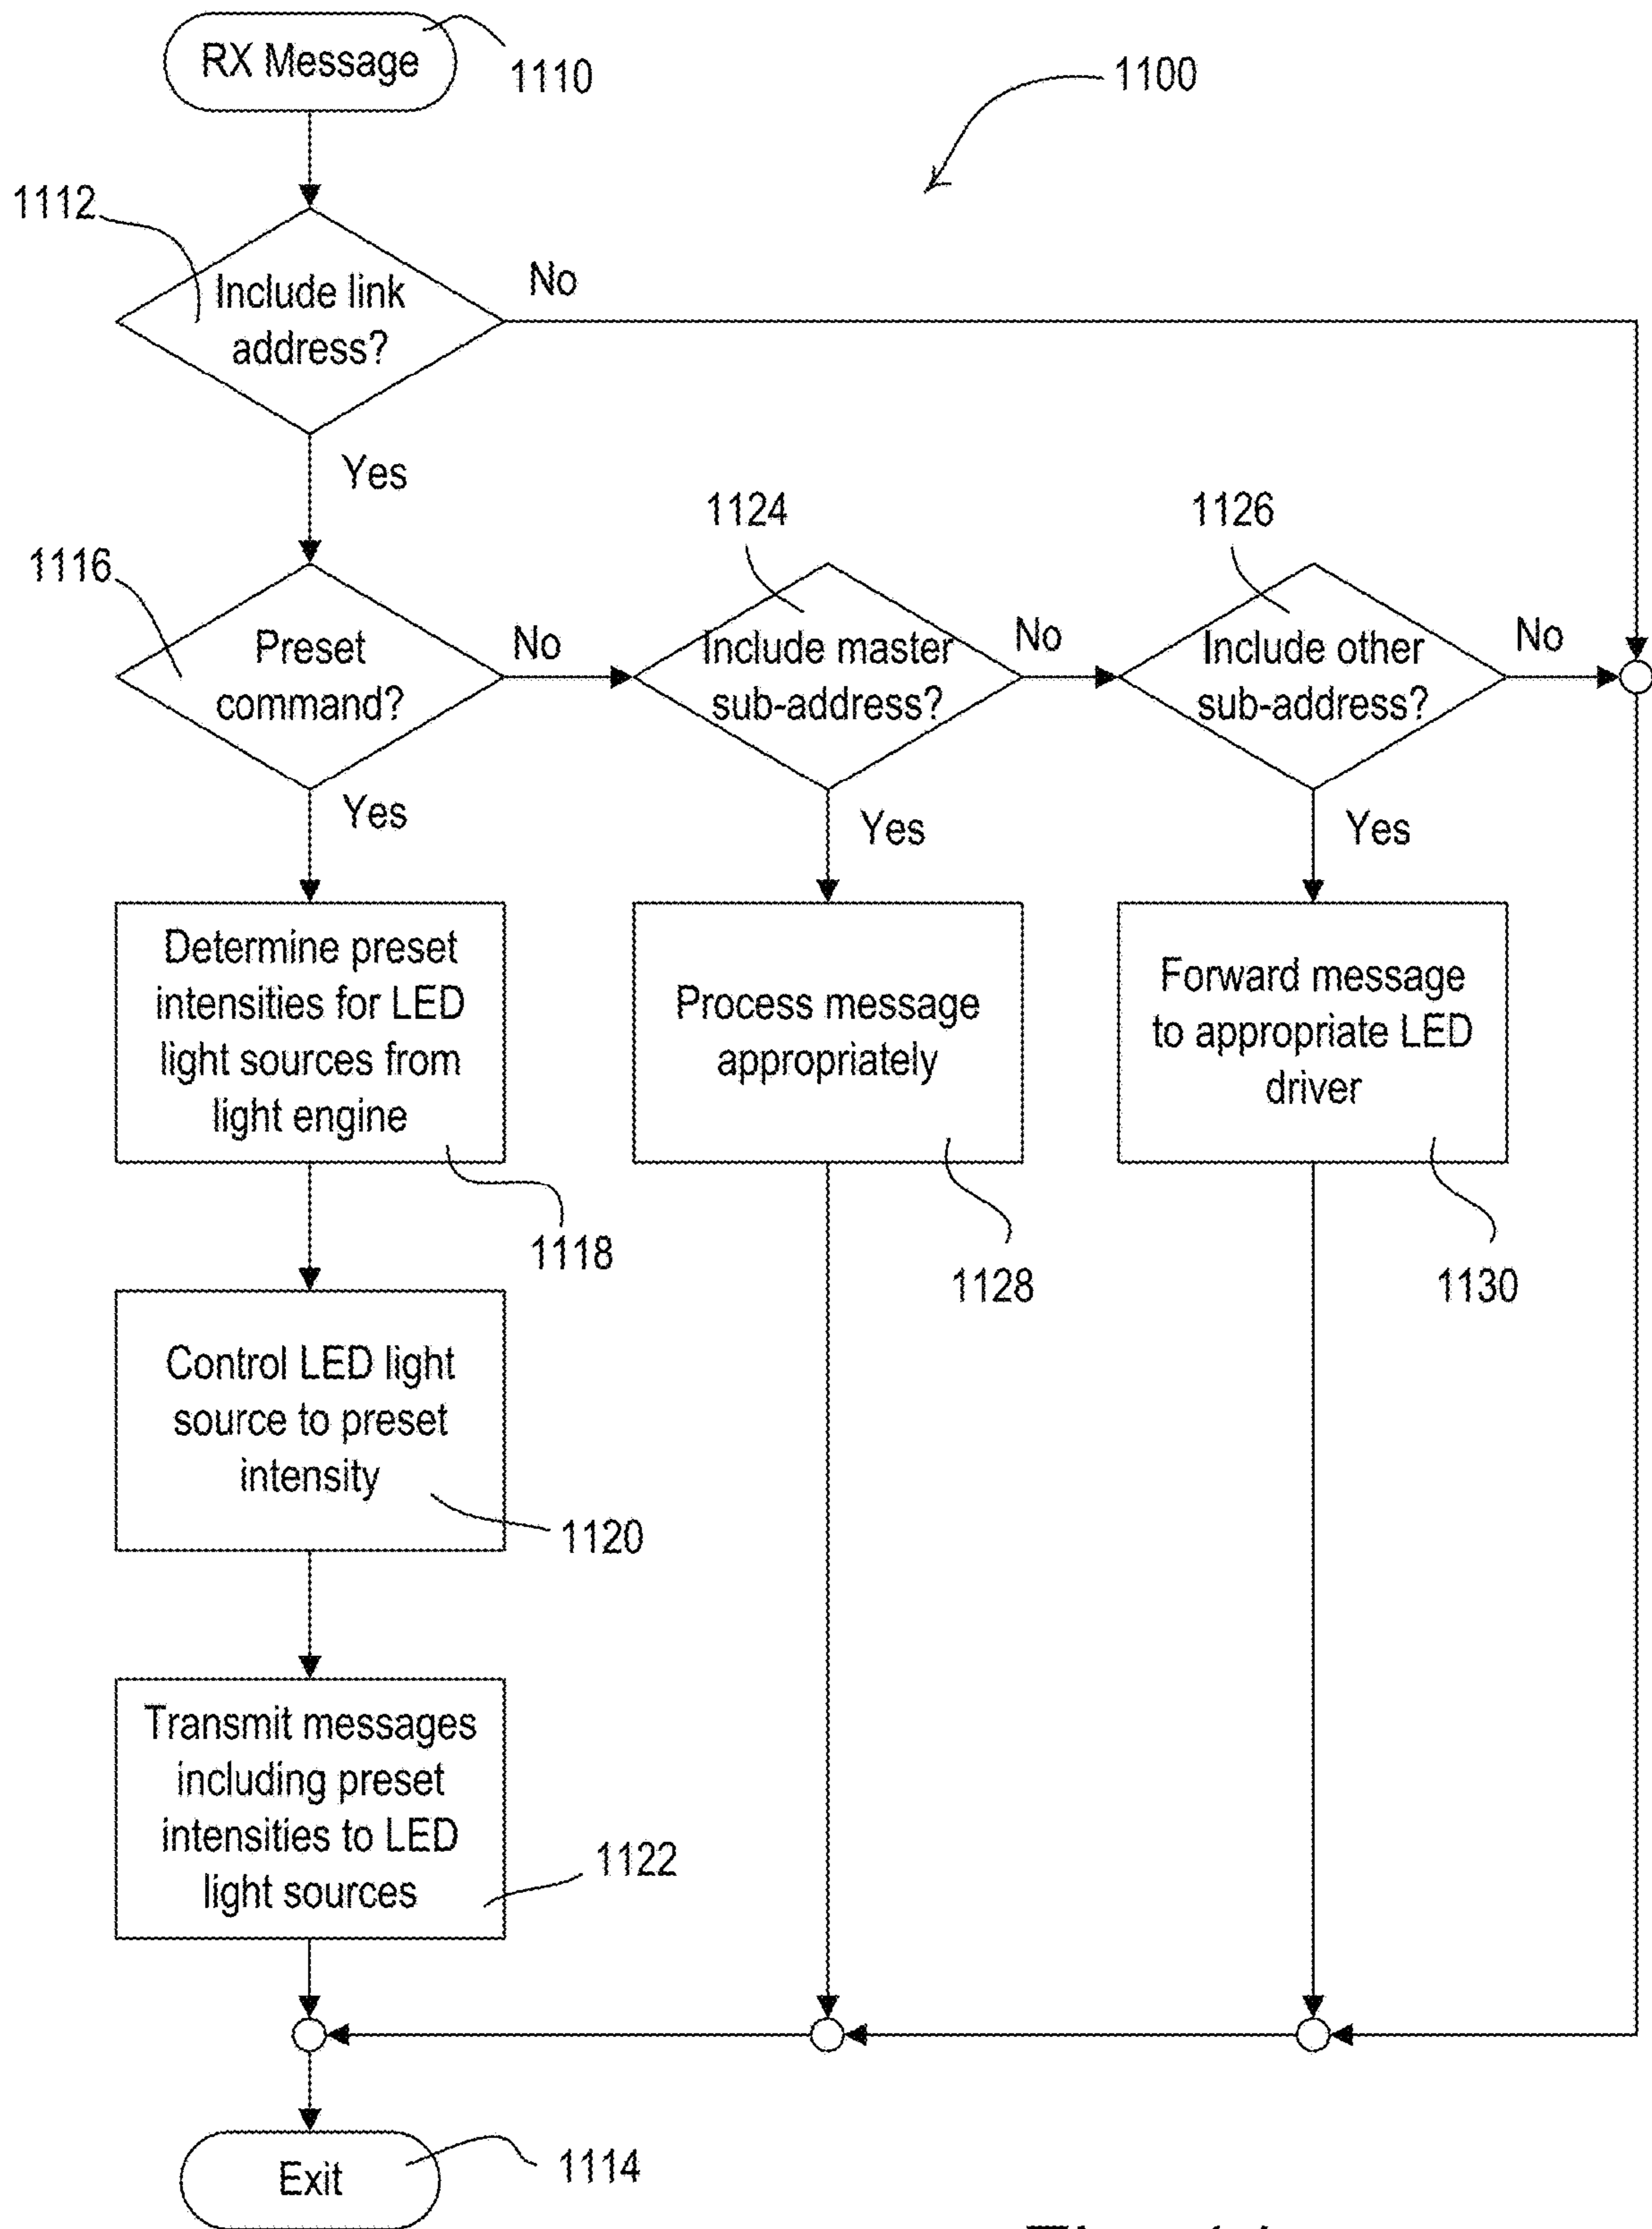 RX Message
1110
1100
1112
Include link
address?
No
Yes
1116
Preset
command?
No
1124
Include master
sub-address?
No
1126
Include other
sub-address?
No
Yes
Yes
Yes
Determine preset
intensities for LED
light sources from
light engine
1118
Process message
appropriately
1128
Forward message
to appropriate LED
driver
1130
Control LED light
source to preset
intensity
1120
Transmit messages
including preset
intensities to LED
light sources
1122
Exit
1114